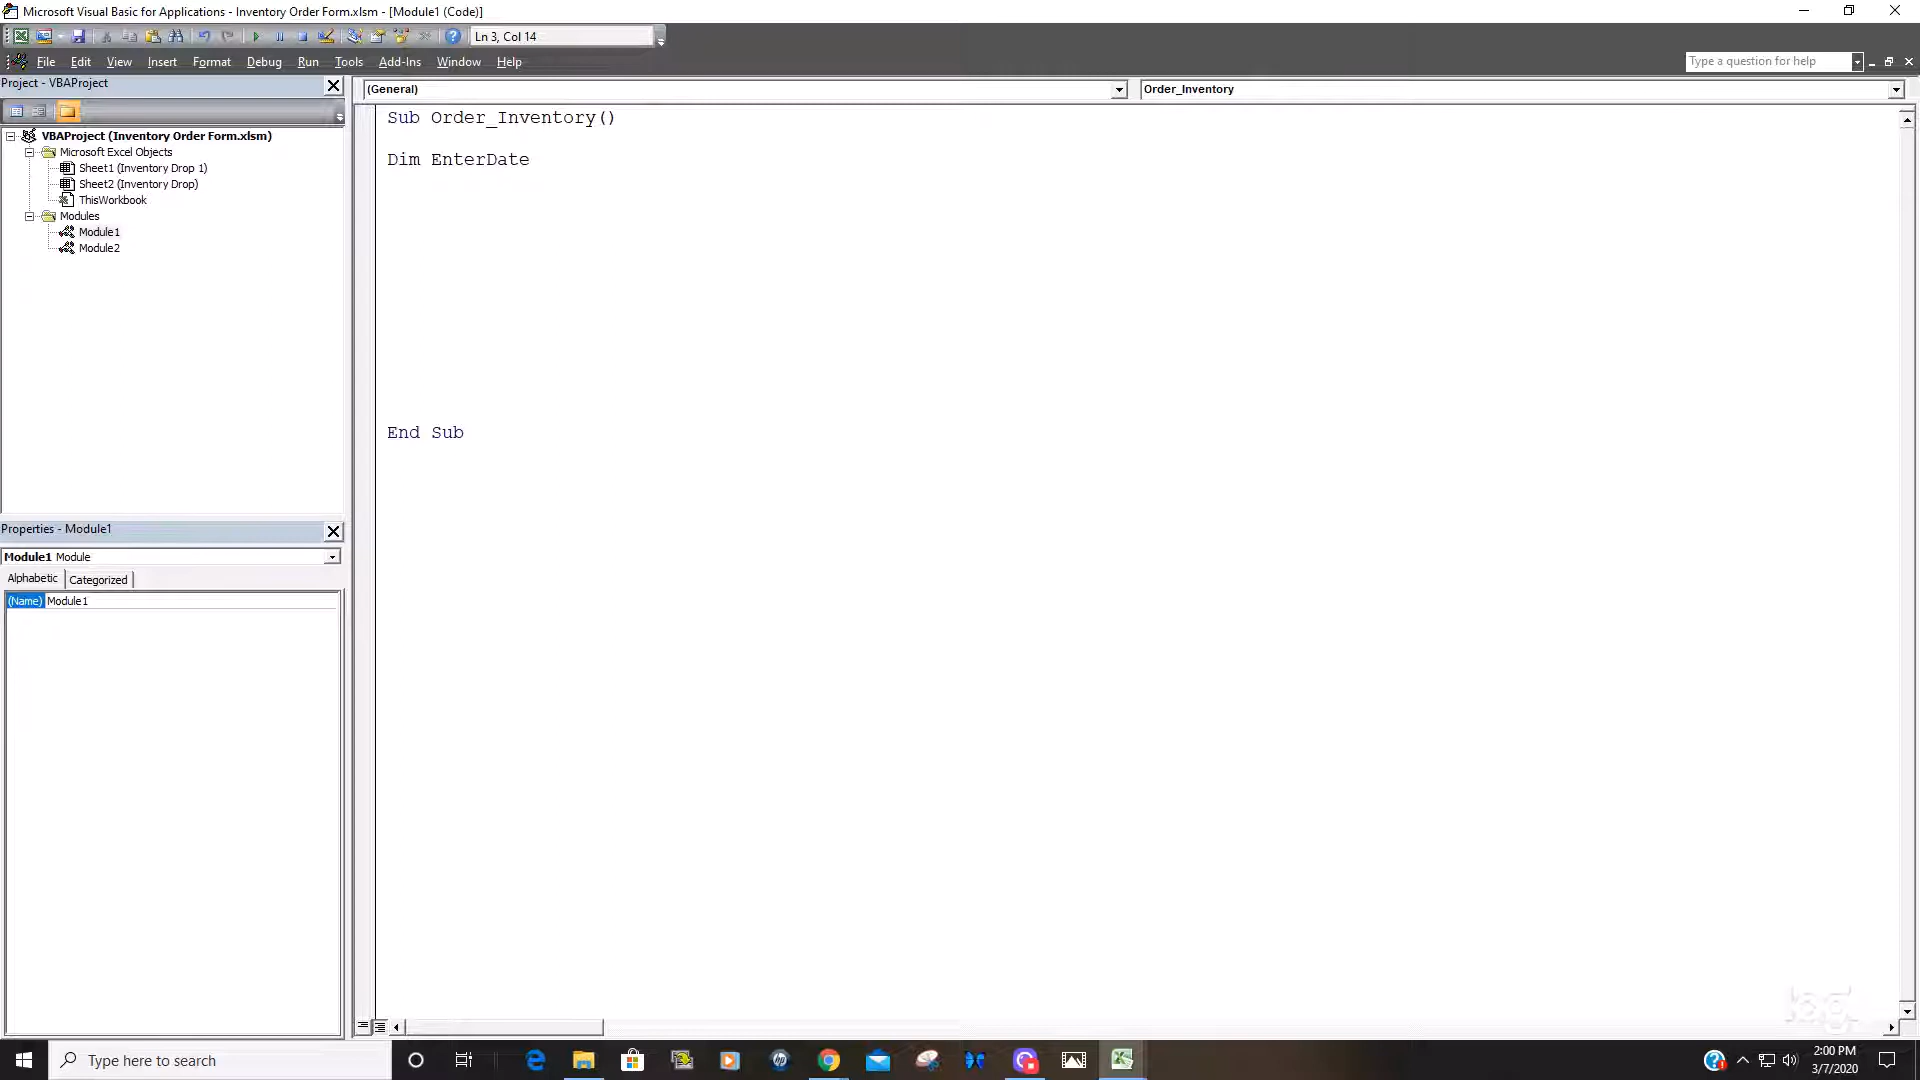 Microsoft Visual Basic for Applications - Inventory Order Form.xlsm - [Module1 (Code)]
Ln 3, Col 14
File Edit View Insert Format Debug Run Tools Add-Ins Window Help
Type a question for help
Project - VBAProject
VBAProject (Inventory Order Form.xlsm)
Microsoft Excel Objects
Sheet1 (Inventory Drop 1)
Sheet2 (Inventory Drop)
ThisWorkbook
Modules
Module1
Module2
Properties - Module1
Module1 Module
Alphabetic Categorized
(Name) Module1
(General)
Order_Inventory
Sub Order_Inventory()
Dim EnterDate
End Sub
Type here to search
2:00 PM
3/7/2020